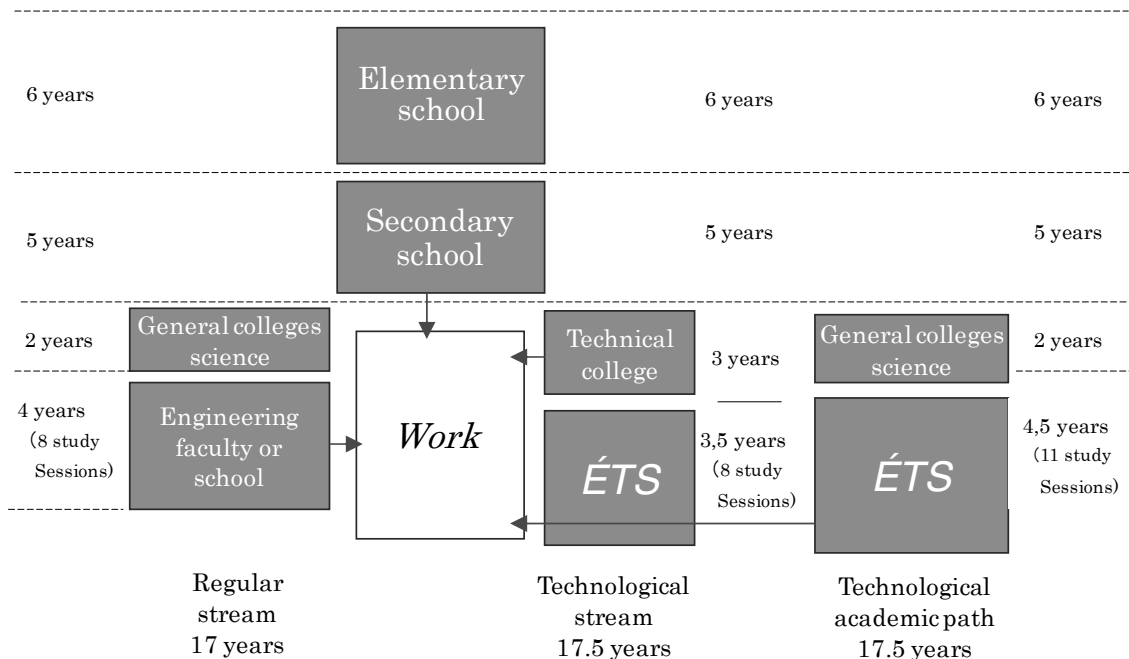 Elementary
school
6 years
6 years
6 years
Secondary
school
5 years
5 years
5 years
General colleges
science
2 years
Technical
college
3 years
General colleges
science
2 years
4 years
(8 study
Sessions)
Engineering
faculty or
school
Work
ÉTS
3,5 years
(8 study
Sessions)
ÉTS
4,5 years
(11 study
Sessions)
Regular
stream
17 years
Technological
stream
17.5 years
Technological
academic path
17.5 years